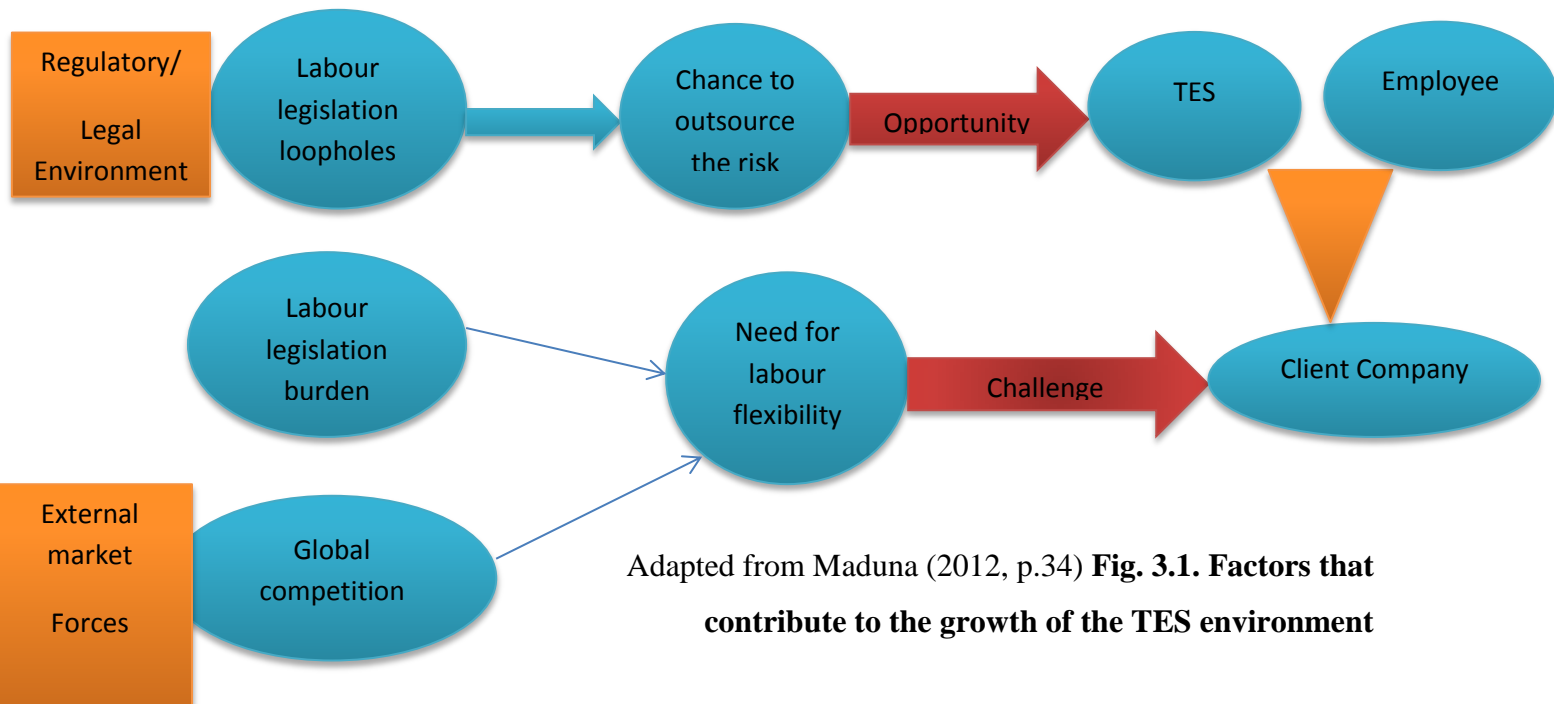 Regulatory/
Legal
Environment
Labour
legislation
loopholes
Chance to
outsource
the risk
Opportunity
TES
Employee
Labour
legislation
burden
Need for
labour
flexibility
Challenge
Client Company
External
market
Forces
Global
competition
Adapted from Maduna (2012, p.34) Fig. 3.1. Factors that
contribute to the growth of the TES environment